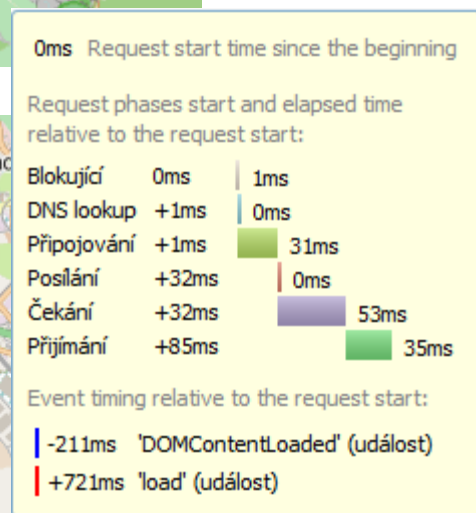 0ms Request start time since the beginning
Request phases start and elapsed time
relative to the request start:
Blokující 0ms 1ms
DNS lookup +1ms 0ms
Připojování +1ms 31ms
Posílání +32ms 0ms
Čekání +32ms 53ms
Přijímání +85ms 35ms
Event timing relative to the request start:
-211ms 'DOMContentLoaded' (událost)
+721ms 'load' (událost)